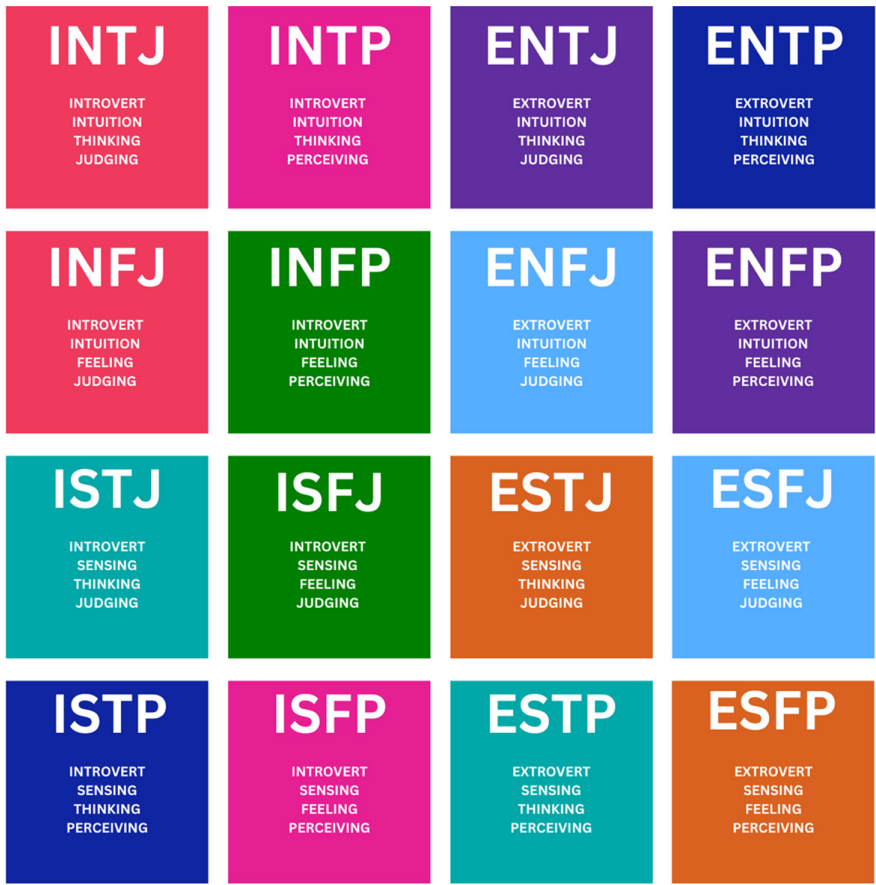 INTJ
INTROVERT
INTUITION
THINKING
JUDGING
INTP
INTROVERT
INTUITION
THINKING
PERCEIVING
ENTJ
EXTROVERT
INTUITION
THINKING
JUDGING
ENTP
EXTROVERT
INTUITION
THINKING
PERCEIVING
INFJ
INTROVERT
INTUITION
FEELING
JUDGING
INFP
INTROVERT
INTUITION
FEELING
PERCEIVING
ENFJ
EXTROVERT
INTUITION
FEELING
JUDGING
ENFP
EXTROVERT
INTUITION
FEELING
PERCEIVING
ISTJ
INTROVERT
SENSING
THINKING
JUDGING
ISFJ
INTROVERT
SENSING
FEELING
JUDGING
ESTJ
EXTROVERT
SENSING
THINKING
JUDGING
ESFJ
EXTROVERT
SENSING
FEELING
JUDGING
ISTP
INTROVERT
SENSING
THINKING
PERCEIVING
ISFP
INTROVERT
SENSING
FEELING
PERCEIVING
ESTP
EXTROVERT
SENSING
THINKING
PERCEIVING
ESFP
EXTROVERT
SENSING
FEELING
PERCEIVING